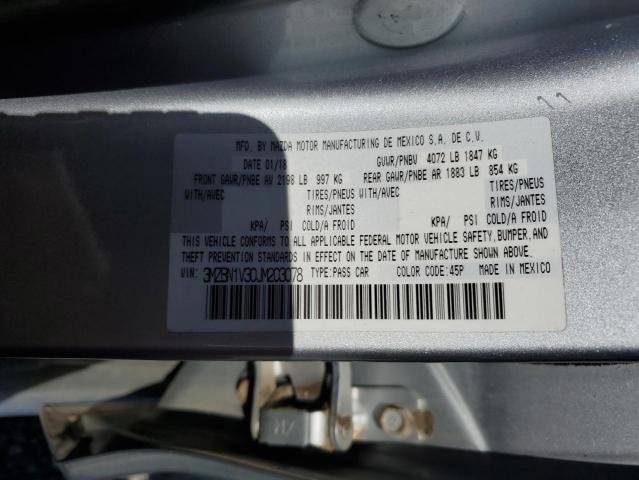 MFD. BY MAZDA MOTOR MANUFACTURING DE MEXICO S.A. DE C.V.
DATE 01/18 GVWR/PNBV 4072 LB 1847 KG
FRONT GAWR/PNBE AV 2198 LB 997 KG REAR GAWR/PNBE AR 1883 LB 854 KG
WITH/AVEC TIRES/PNEUS WITH/AVEC TIRES/PNEUS
RIMS/JANTES RIMS/JANTES
KPA/ PSI COLD/A FROID KPA/ PSI COLD/A FROID
THIS VEHICLE CONFORMS TO ALL APPLICABLE FEDERAL MOTOR VEHICLE SAFETY, BUMPER, AND
THEFT PREVENTION STANDARDS IN EFFECT ON THE DATE OF MANUFACTURE SHOWN ABOVE.
VIN: 3MZBN1V30JM203078 TYPE:PASS CAR COLOR CODE:45P MADE IN MEXICO